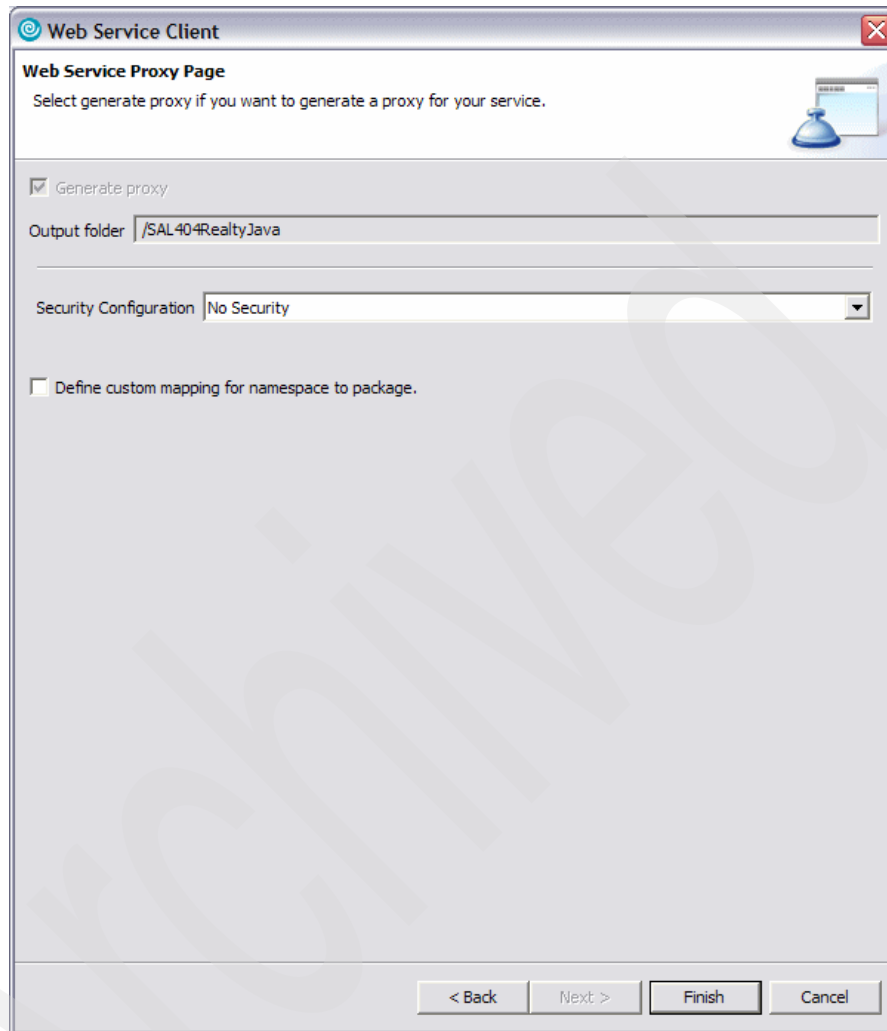 Web Service Client
Web Service Proxy Page
Select generate proxy if you want to generate a proxy for your service.
Generate proxy
Output folder /SAL404RealtyJava
Security Configuration No Security
Define custom mapping for namespace to package.
< Back Next > Finish Cancel
rchived